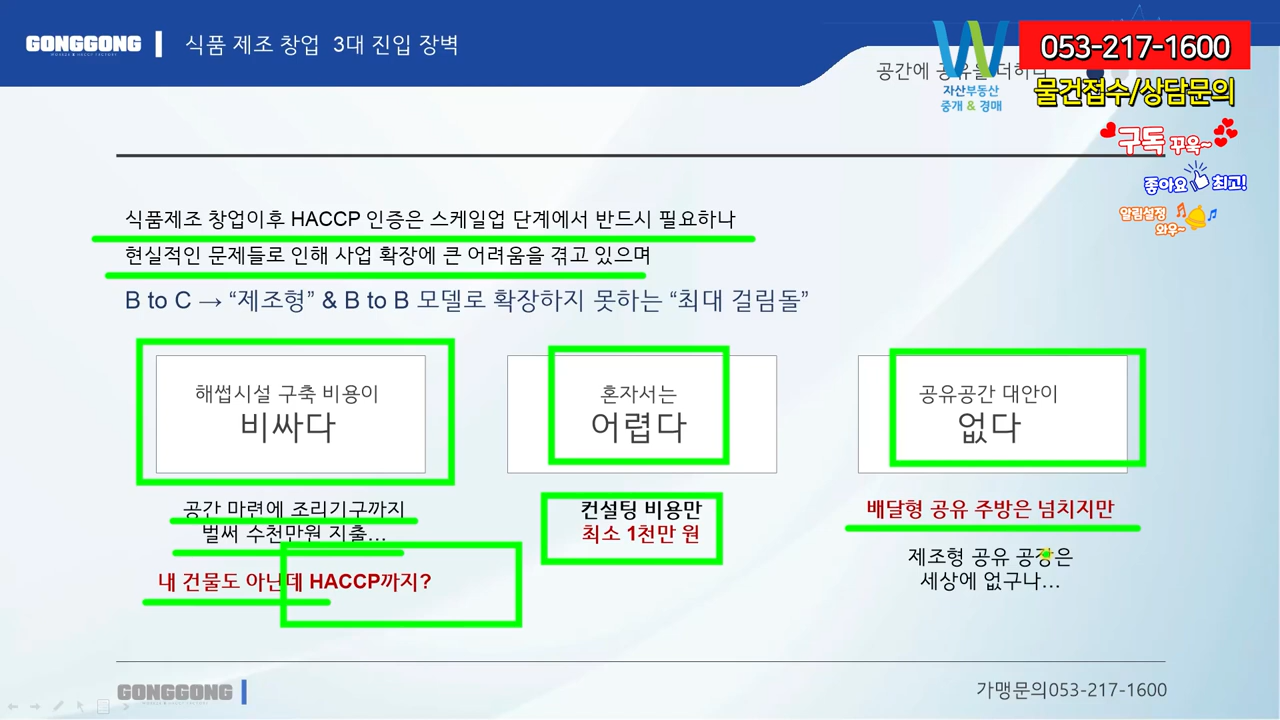 GONGGONG
식품 제조 창업 3대 진입 장벽
공간에 공유을 더하
자산부동산
중개 & 경매
053-217-1600
물건접수/상담문의
구독 꾸욱~
좋아요 최고!
알림설정
와우~
식품제조 창업이후 HACCP 인증은 스케일업 단계에서 반드시 필요하나
현실적인 문제들로 인해 사업 확장에 큰 어려움을 겪고 있으며
B to C → “제조형” & B to B 모델로 확장하지 못하는 “최대 걸림돌”
해썹시설 구축 비용이
비싸다
혼자서는
어렵다
공유공간 대안이
없다
공간 마련에 조리기구까지
벌써 수천만원 지출...
내 건물도 아닌데 HACCP까지?
컨설팅 비용만
최소 1천만 원
배달형 공유 주방은 넘치지만
제조형 공유 공장은
세상에 없구나...
GONGGONG
가맹문의053-217-1600